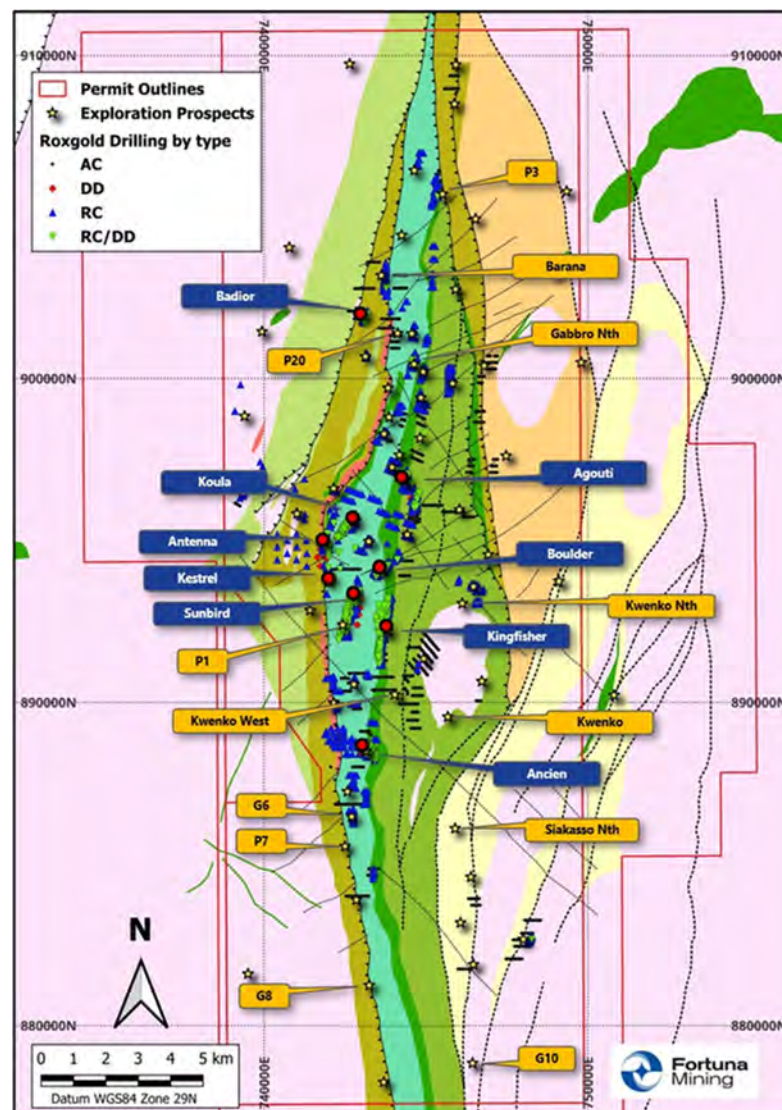 740000E
750000E
910000N
910000N
Permit Outlines
Exploration Prospects
Roxgold Drilling by type
AC
DD
RC
RC/DD
P3
Barana
Badior
P20
Gabbro Nth
900000N
900000N
Koula
Agouti
Antenna
Boulder
Kestrel
Sunbird
Kwenko Nth
P1
Kingfisher
890000N
890000N
Kwenko West
Kwenko
Ancien
G6
Siakasso Nth
P7
N
G8
880000N
880000N
0 1 2 3 4 5 km
Datum WGS84 Zone 29N
740000E
G10
750000E
Fortuna
Mining